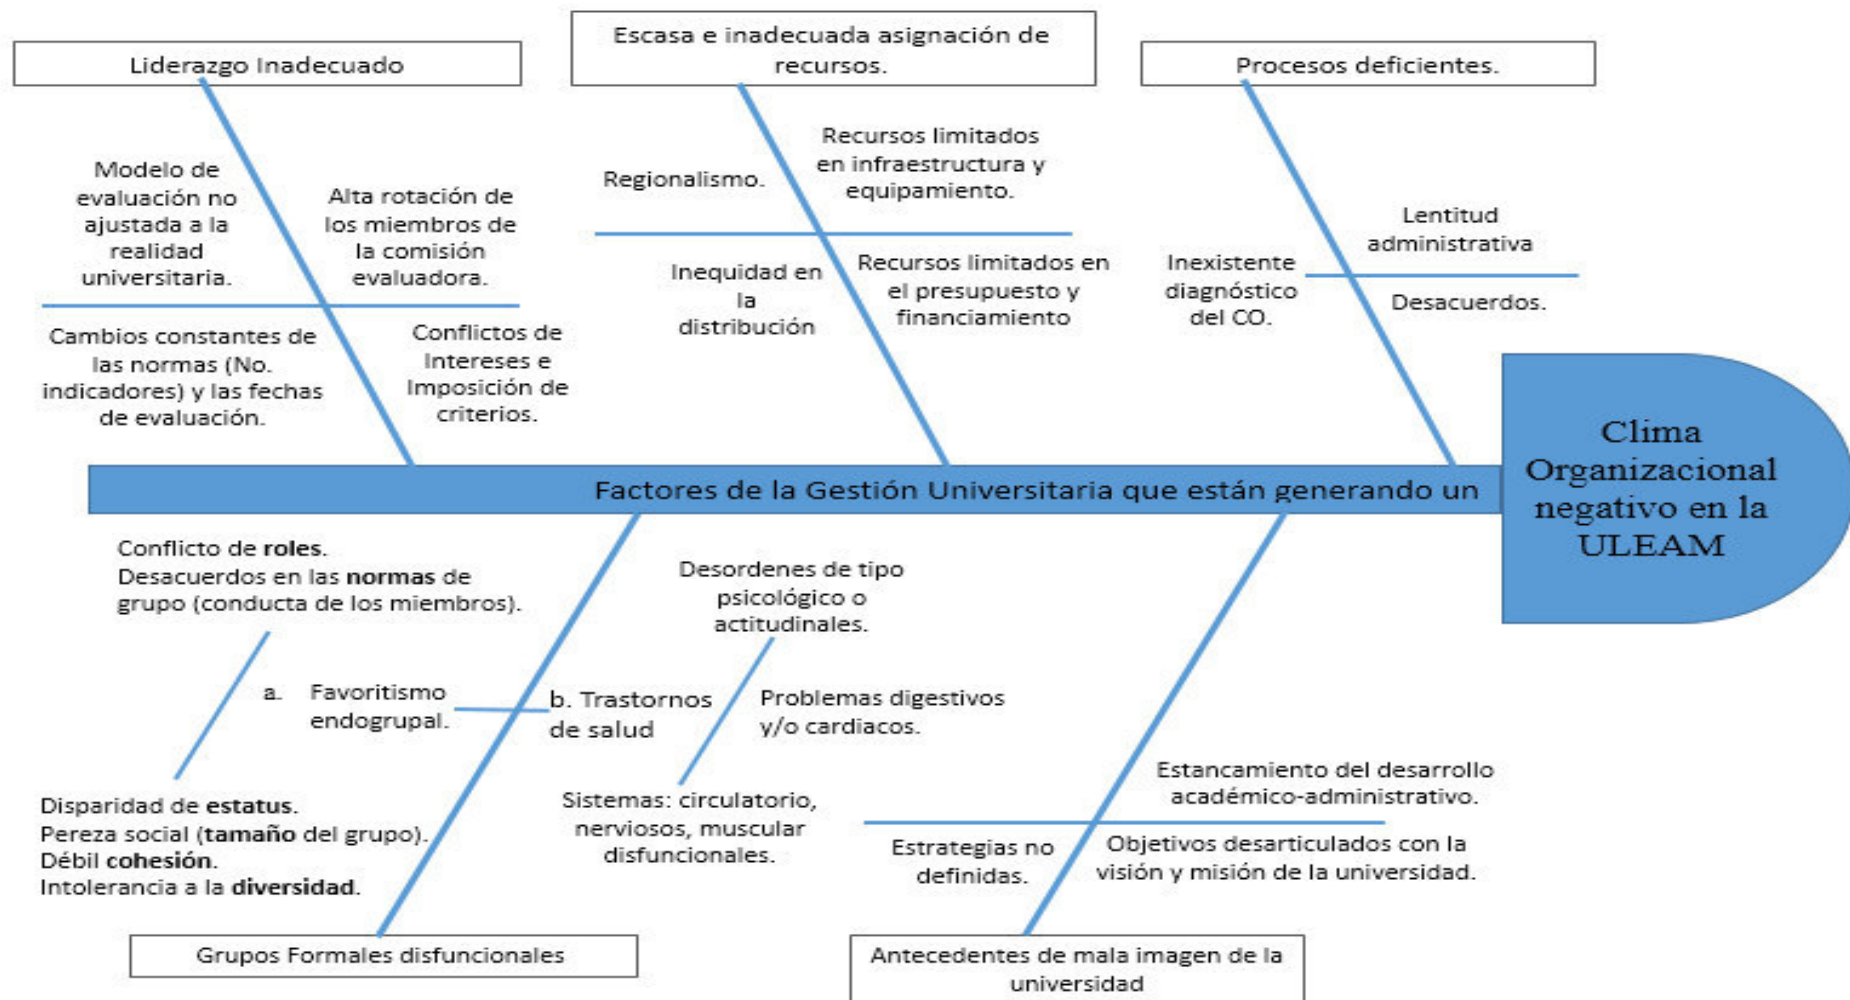 Liderazgo Inadecuado
Escasa e inadecuada asignación de
recursos.
Procesos deficientes.
Modelo de
evaluación no
ajustada a la
realidad
universitaria.
Alta rotación de
los miembros de
la comisión
evaluadora.
Cambios constantes de
las normas (No.
indicadores) y las fechas
de evaluación.
Conflictos de
Intereses e
Imposición de
criterios.
Regionalismo.
Recursos limitados
en infraestructura y
equipamiento.
Inequidad en
la
distribución
Recursos limitados en
el presupuesto y
financiamiento
Inexistente
diagnóstico
del CO.
Lentitud
administrativa
Desacuerdos.
Factores de la Gestión Universitaria que están generando un
Clima
Organizacional
negativo en la
ULEAM
Conflicto de roles.
Desacuerdos en las normas de
grupo (conducta de los miembros).
a. Favoritismo
endogrupal.
Disparidad de estatus.
Pereza social (tamaño del grupo).
Débil cohesión.
Intolerancia a la diversidad.
b. Trastornos
de salud
Desordenes de tipo
psicológico o
actitudinales.
Problemas digestivos
y/o cardiacos.
Sistemas: circulatorio,
nerviosos, muscular
disfuncionales.
Estancamiento del desarrollo
académico-administrativo.
Estrategias no
definidas.
Objetivos desarticulados con la
visión y misión de la universidad.
Grupos Formales disfuncionales
Antecedentes de mala imagen de la
universidad